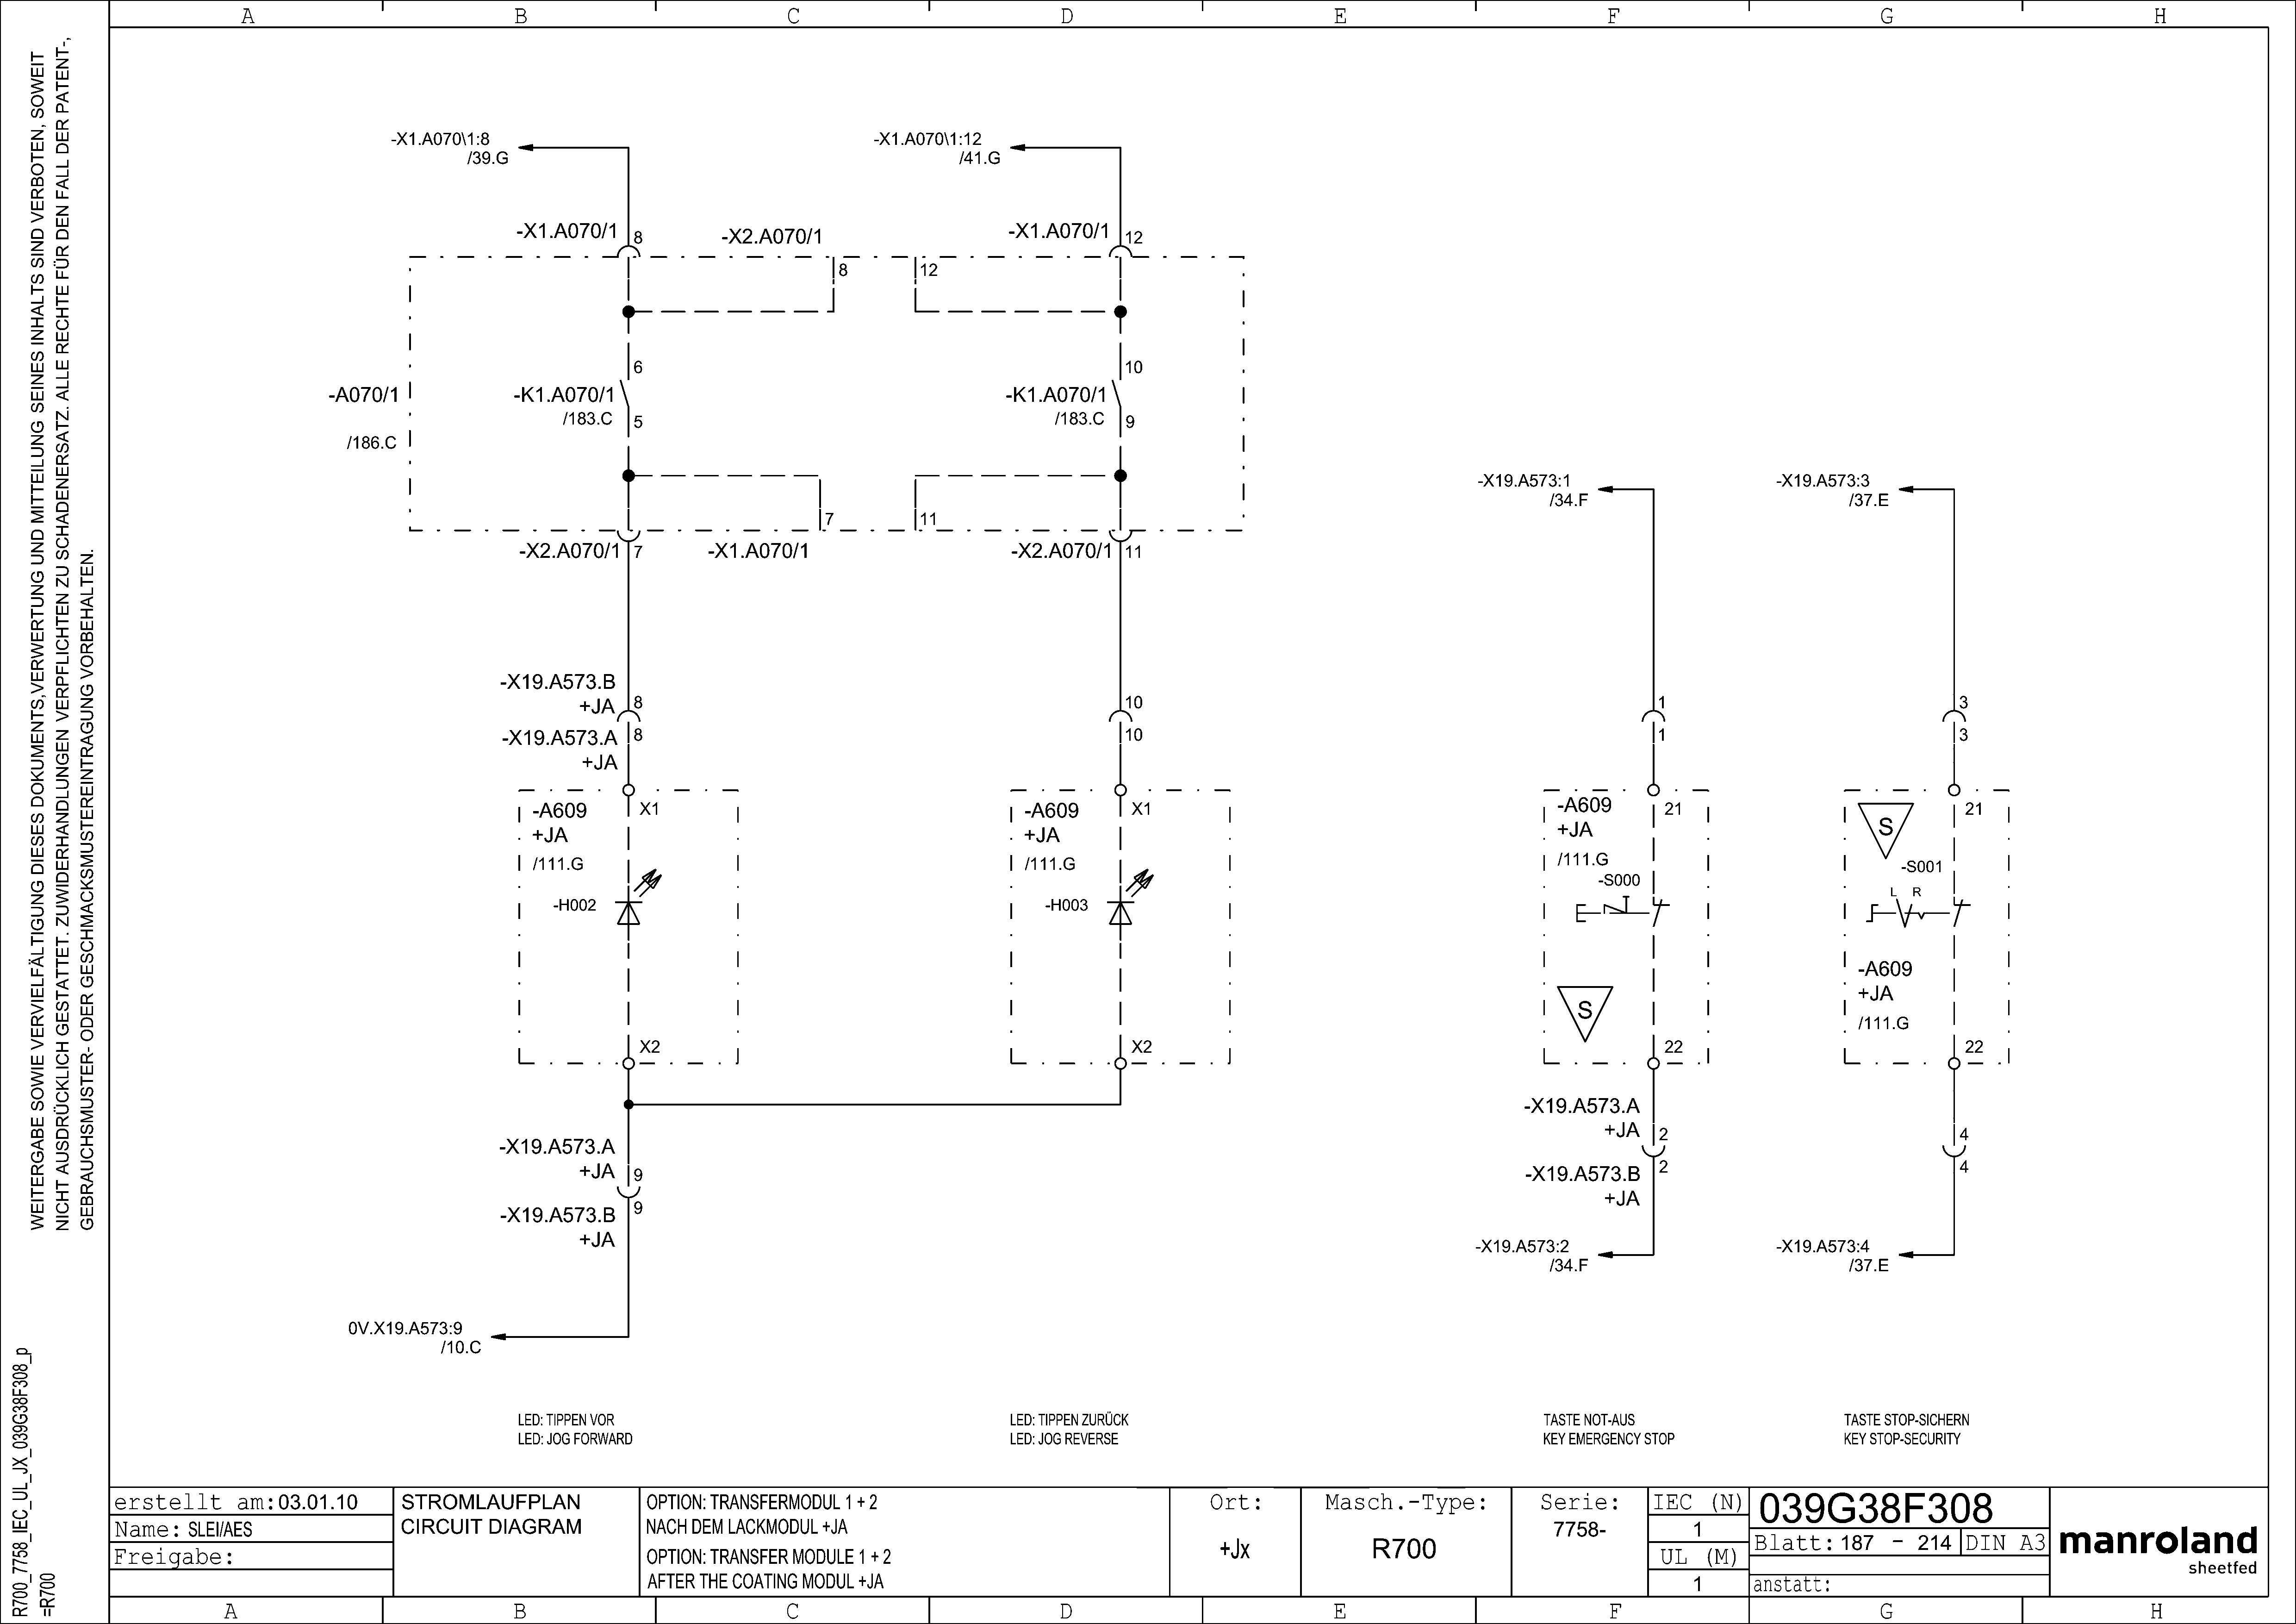 A B C D E F G H
WEITERGABE SOWIE VERVIELFÄLTIGUNG DIESES DOKUMENTS,VERWERTUNG UND MITTEILUNG SEINES INHALTS SIND VERBOTEN, SOWEIT
NICHT AUSDRÜCKLICH GESTATTET. ZUWIDERHANDLUNGEN VERPFLICHTEN ZU SCHADENERSATZ. ALLE RECHTE FÜR DEN FALL DER PATENT-,
GEBRAUCHSMUSTER- ODER GESCHMACKSMUSTEREINTRAGUNG VORBEHALTEN.
R700_7758_IEC_UL_JX_039G38F308_p
=R700
-X1.A070\1:8
/39.G
-X1.A070\1:12
/41.G
-X1.A070/1 8
-X2.A070/1
-X1.A070/1 12
8 12
6
10
-A070/1
-K1.A070/1
-K1.A070/1
/183.C 5
/183.C 9
/186.C
-X19.A573:1
/34.F
-X19.A573:3
/37.E
7 11
-X2.A070/1 7
-X1.A070/1
-X2.A070/1 11
-X19.A573.B
+JA 8
10
1
3
-X19.A573.A 8
+JA
10
1
3
-A609
+JA
/111.G
X1
-H002
X2
-A609
+JA
/111.G
X1
-H003
X2
-A609
+JA
/111.G
21
-S000
S
22
S
21
-S001
L R
-A609
+JA
/111.G
22
-X19.A573.A
+JA 2
4
-X19.A573.B 2
+JA
4
-X19.A573.A
+JA 9
-X19.A573.B 9
+JA
-X19.A573:2
/34.F
-X19.A573:4
/37.E
0V.X19.A573:9
/10.C
LED: TIPPEN VOR
LED: JOG FORWARD
LED: TIPPEN ZURÜCK
LED: JOG REVERSE
TASTE NOT-AUS
KEY EMERGENCY STOP
TASTE STOP-SICHERN
KEY STOP-SECURITY
erstellt am: 03.01.10
Name: SLEI/AES
Freigabe:
STROMLAUFPLAN
CIRCUIT DIAGRAM
OPTION: TRANSFERMODUL 1 + 2
NACH DEM LACKMODUL +JA
OPTION: TRANSFER MODULE 1 + 2
AFTER THE COATING MODUL +JA
Ort:
+Jx
Masch.-Type:
R700
Serie:
7758-
IEC (N)
1
UL (M)
1
039G38F308
Blatt: 187 - 214 DIN A3
anstatt:
manroland
sheetfed
A B C D E F G H